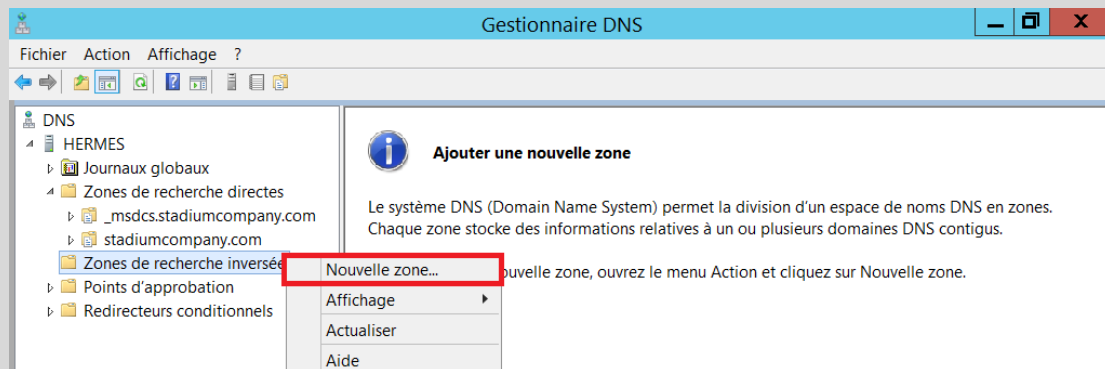 Gestionnaire DNS
Fichier Action Affichage ?
DNS
HERMES
Journaux globaux
Zones de recherche directes
_msdcs.stadiumcompany.com
stadiumcompany.com
Zones de recherche inversée
Points d'approbation
Redirecteurs conditionnels
Nouvelle zone...
Affichage
Actualiser
Aide
Ajouter une nouvelle zone
Le système DNS (Domain Name System) permet la division d'un espace de noms DNS en zones.
Chaque zone stocke des informations relatives à un ou plusieurs domaines DNS contigus.
ouvelle zone, ouvrez le menu Action et cliquez sur Nouvelle zone.